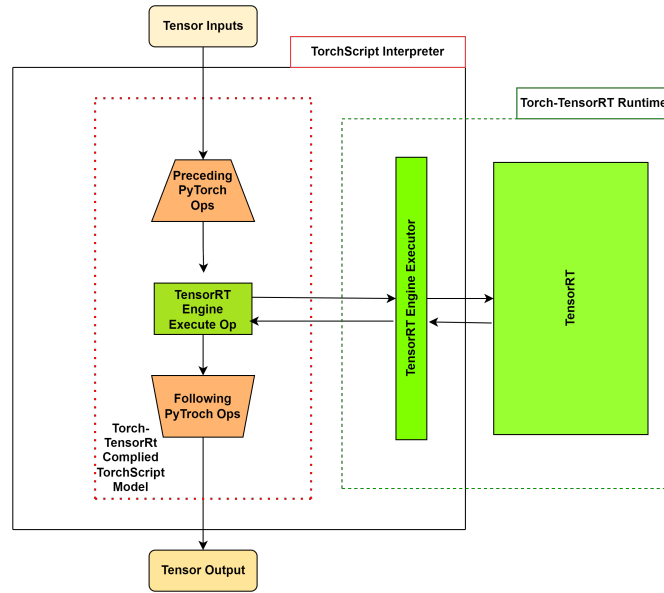 Tensor Inputs
TorchScript Interpreter
Torch-TensorRT Runtime
Preceding
PyTorch
Ops
TensorRT
Engine
Execute Op
TensorRT Engine Executor
TensorRT
Following
PyTroch Ops
Torch-
TensorRt
Complied
TorchScript
Model
Tensor Output